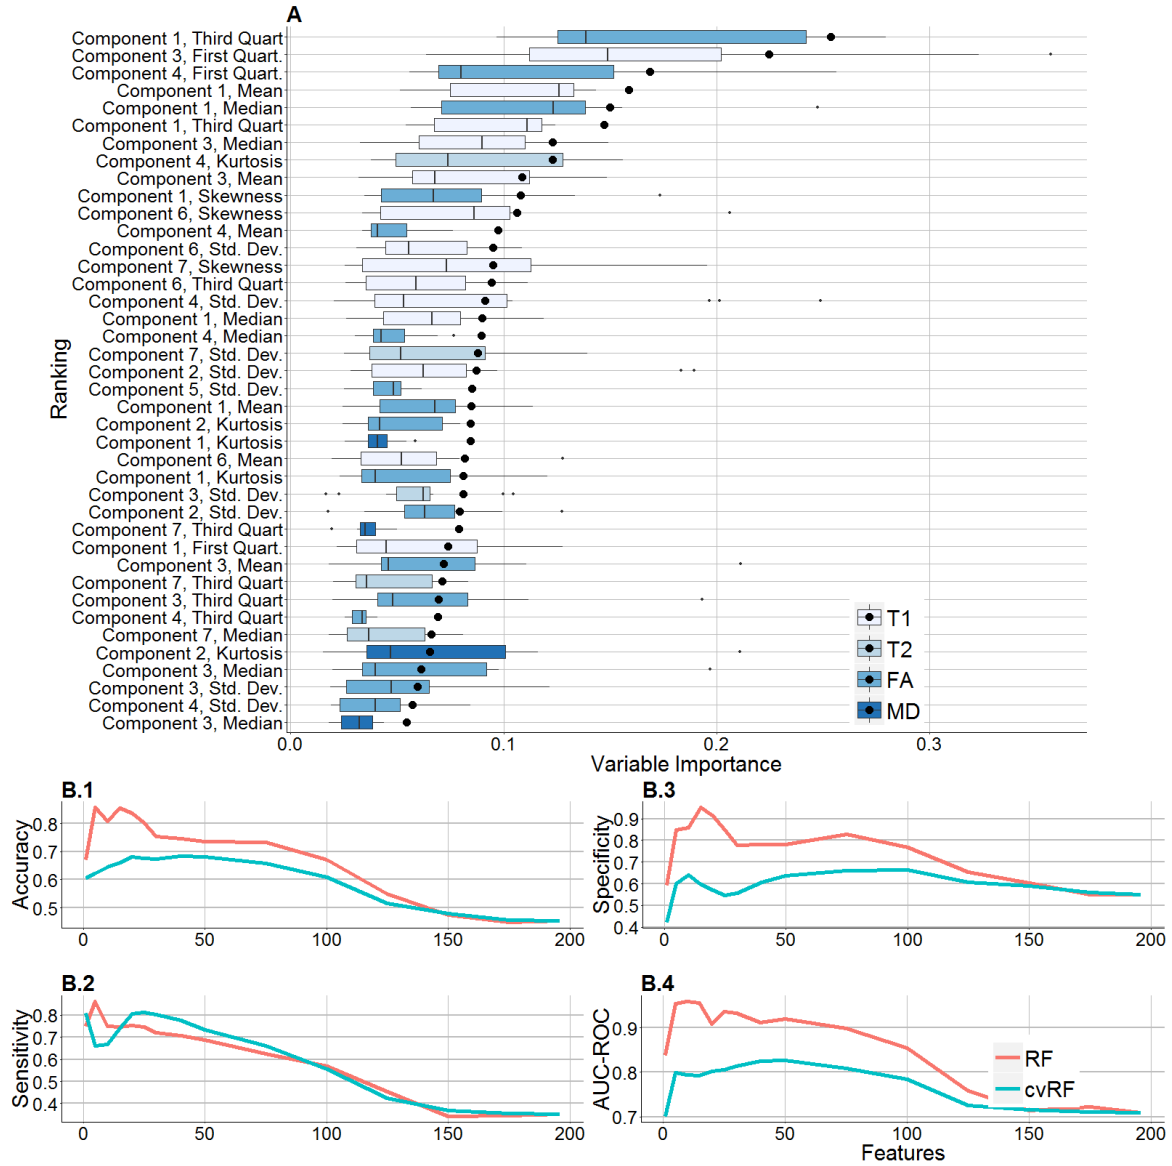 A
Ranking
Component 1, Third Quart
Component 3, First Quart.
Component 4, First Quart.
Component 1, Mean
Component 1, Median
Component 1, Third Quart
Component 3, Median
Component 4, Kurtosis
Component 3, Mean
Component 1, Skewness
Component 6, Skewness
Component 4, Mean
Component 6, Std. Dev.
Component 7, Skewness
Component 6, Third Quart
Component 4, Std. Dev.
Component 1, Median
Component 4, Median
Component 7, Std. Dev.
Component 2, Std. Dev.
Component 5, Std. Dev.
Component 1, Mean
Component 2, Kurtosis
Component 1, Kurtosis
Component 6, Mean
Component 1, Kurtosis
Component 3, Std. Dev.
Component 2, Std. Dev.
Component 7, Third Quart
Component 1, First Quart.
Component 3, Mean
Component 7, Third Quart
Component 3, Third Quart
Component 4, Third Quart
Component 7, Median
Component 2, Kurtosis
Component 3, Median
Component 3, Std. Dev.
Component 4, Std. Dev.
Component 3, Median
T1
T2
FA
MD
0.0 0.1 0.2 0.3
Variable Importance
B.1
Accuracy
0.8
0.7
0.6
0.5
0 50 100 150 200
B.3
Specificity
0.9
0.8
0.7
0.6
0.5
0.4
0 50 100 150 200
B.2
Sensitivity
0.8
0.7
0.6
0.5
0.4
0 50 100 150 200
B.4
AUC-ROC
0.9
0.8
0.7
RF
cvRF
0 50 100 150 200
Features